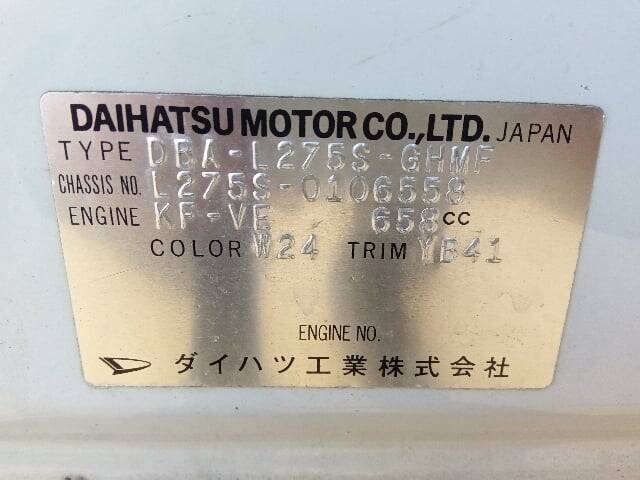 DAIHATSU MOTOR CO.,LTD. JAPAN
TYPE DBA-L275S-GHMF
CHASSIS NO. L275S-0106558
ENGINE KF-VE 658CC
COLOR W24 TRIM YB41
ENGINE NO.
ダイハツ工業株式会社